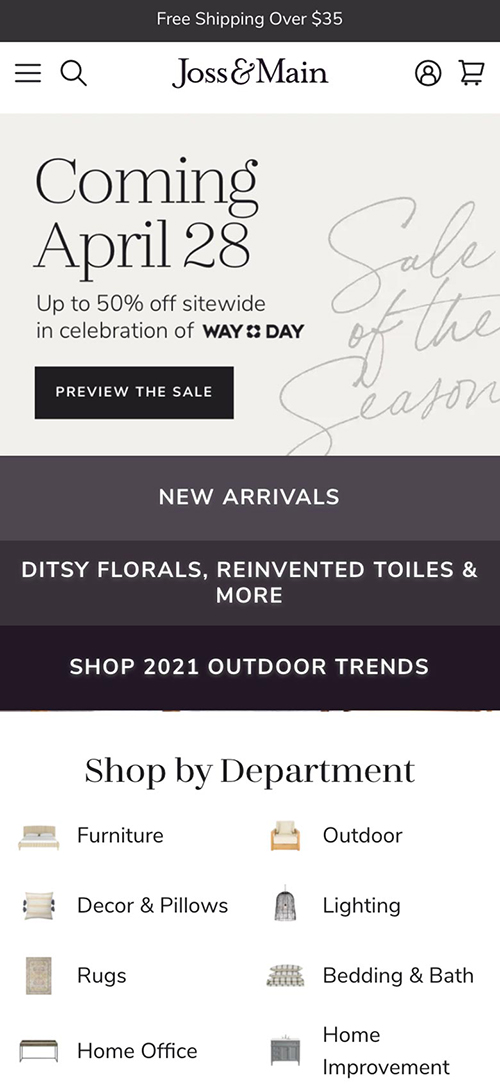 Free Shipping Over $35
Joss&Main
Coming
April 28
Up to 50% off sitewide
in celebration of WAY DAY
PREVIEW THE SALE
Sale
of the
Season
NEW ARRIVALS
DITSY FLORALS, REINVENTED TOILES &
MORE
SHOP 2021 OUTDOOR TRENDS
Shop by Department
Furniture
Outdoor
Decor & Pillows
Lighting
Rugs
Bedding & Bath
Home Office
Home
Improvement